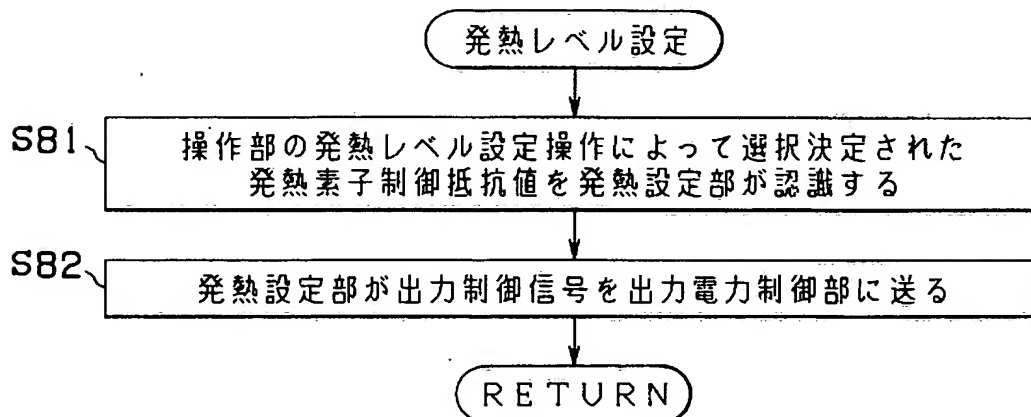 発熱レベル設定
S81
操作部の発熱レベル設定操作によって選択決定された
発熱素子制御抵抗値を発熱設定部が認識する
S82
発熱設定部が出力制御信号を出力電力制御部に送る
RETURN